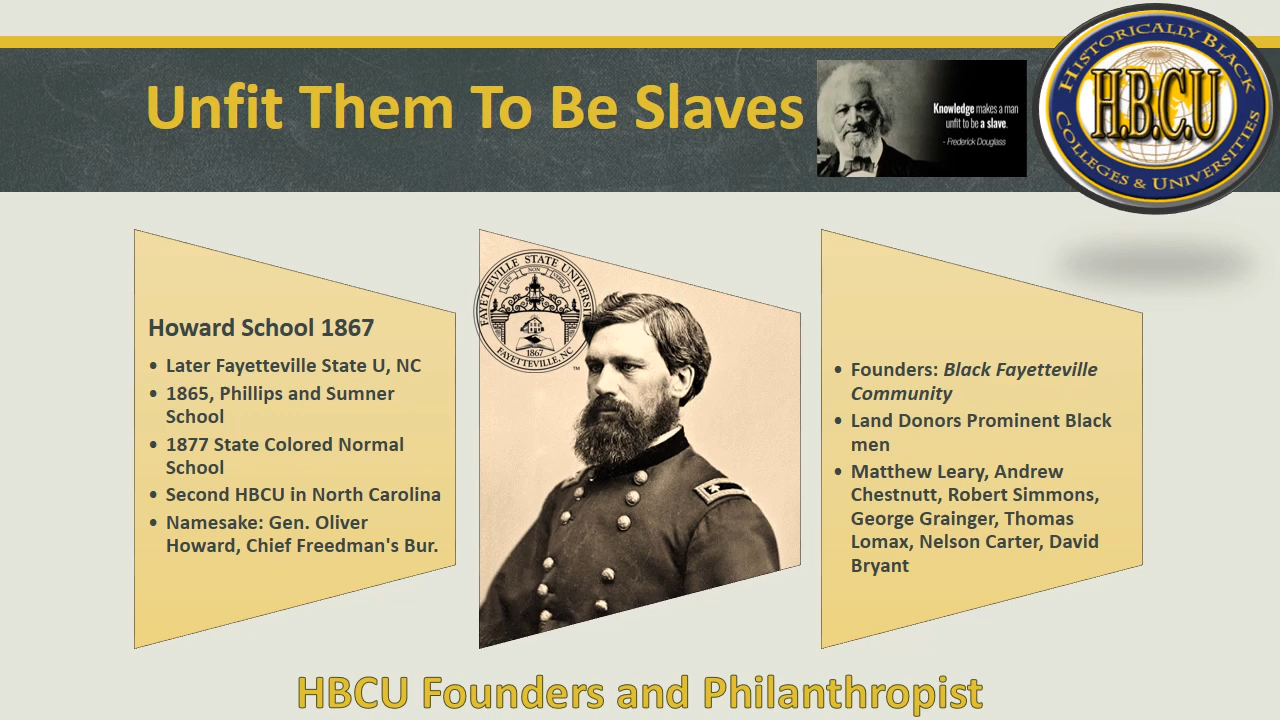 Unfit Them To Be Slaves
Knowledge makes a man
unfit to be a slave.
- Frederick Douglass
HISTORICALLY BLACK
H.B.C.U
COLLEGES & UNIVERSITIES
Howard School 1867
• Later Fayetteville State U, NC
• 1865, Phillips and Sumner
School
• 1877 State Colored Normal
School
• Second HBCU in North Carolina
• Namesake: Gen. Oliver
Howard, Chief Freedman's Bur.
FAYETTEVILLE STATE UNIVERSITY
RES NON VERBA
1867
FAYETTEVILLE, NC
TM
• Founders: Black Fayetteville
Community
• Land Donors Prominent Black
men
• Matthew Leary, Andrew
Chestnutt, Robert Simmons,
George Grainger, Thomas
Lomax, Nelson Carter, David
Bryant
HBCU Founders and Philanthropist